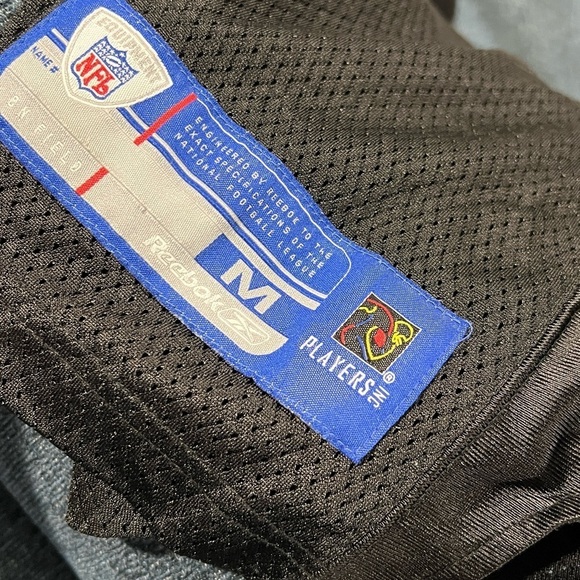 EQUIPMENT
NFL
NAME #
ON FIELD
ENGINEERED BY REEBOK TO THE
EXACT SPECIFICATIONS OF THE
NATIONAL FOOTBALL LEAGUE
M
Reebok
PLAYERS INC ®